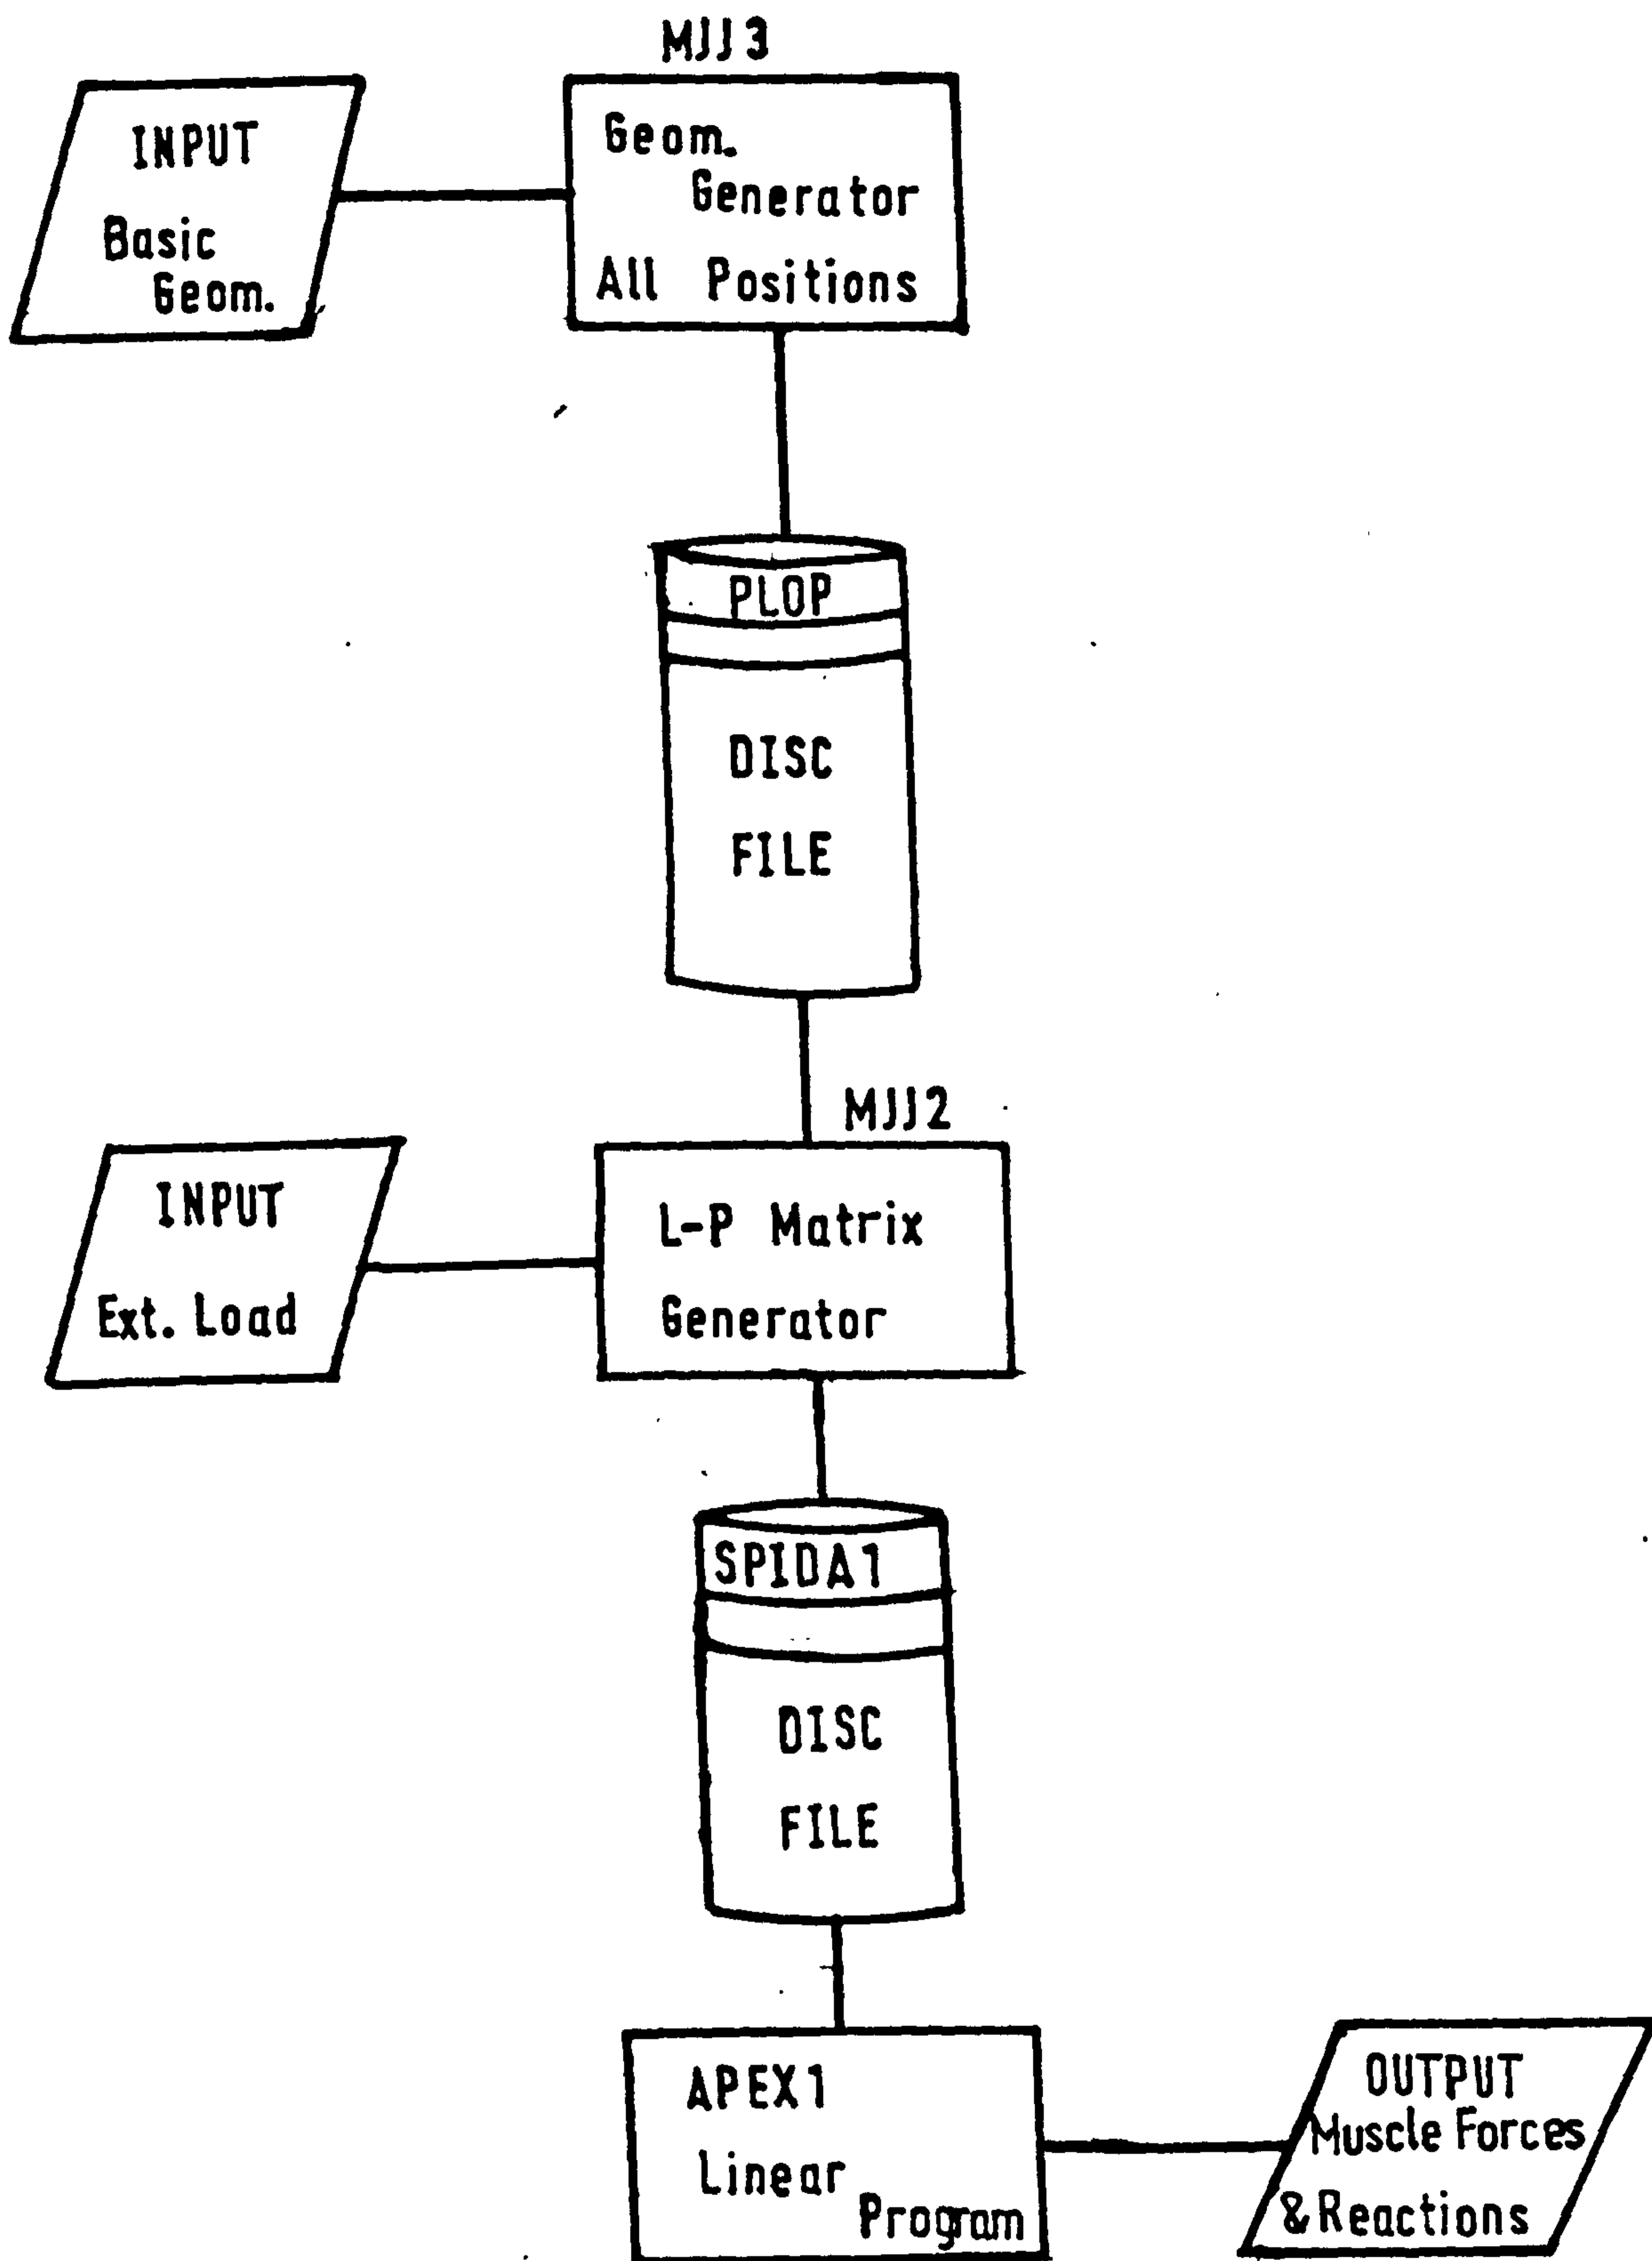 MJJ3
INPUT
Basic
Geom.
Geom.
Generator
All Positions
PLOP
DISC
FILE
MJJ2
INPUT
Ext. Load
L-P Matrix
Generator
SPIDA1
DISC
FILE
APEX1
Linear
Program
OUTPUT
Muscle Forces
& Reactions